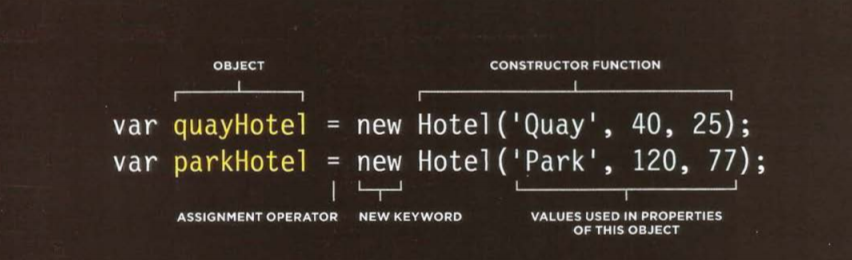 OBJECT
CONSTRUCTOR FUNCTION
var quayHotel = new Hotel('Quay', 40, 25);
var parkHotel = new Hotel('Park', 120, 77);
ASSIGNMENT OPERATOR
NEW KEYWORD
VALUES USED IN PROPERTIES
OF THIS OBJECT